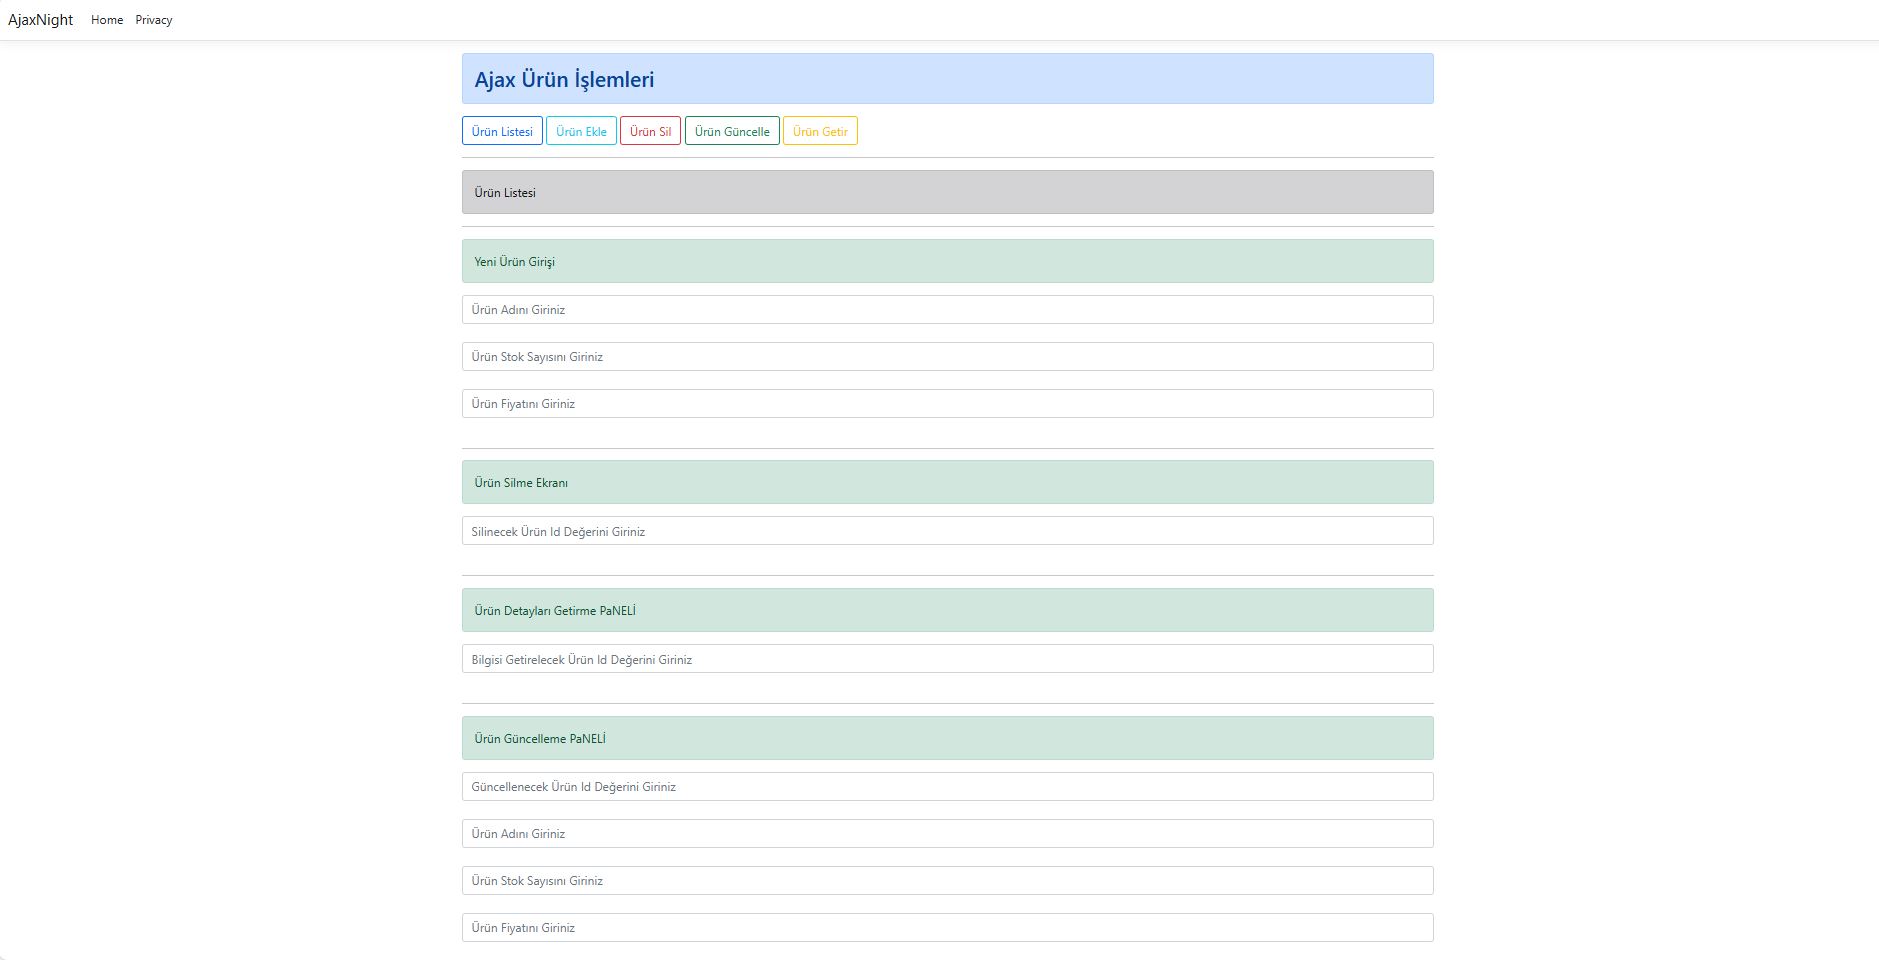 AjaxNight Home Privacy
Ajax Ürün İşlemleri
Ürün Listesi Ürün Ekle Ürün Sil Ürün Güncelle Ürün Getir
Ürün Listesi
Yeni Ürün Girişi
Ürün Adını Giriniz
Ürün Stok Sayısını Giriniz
Ürün Fiyatını Giriniz
Ürün Silme Ekranı
Silinecek Ürün Id Değerini Giriniz
Ürün Detayları Getirme PaNELİ
Bilgisi Getirelecek Ürün Id Değerini Giriniz
Ürün Güncelleme PaNELİ
Güncellenecek Ürün Id Değerini Giriniz
Ürün Adını Giriniz
Ürün Stok Sayısını Giriniz
Ürün Fiyatını Giriniz